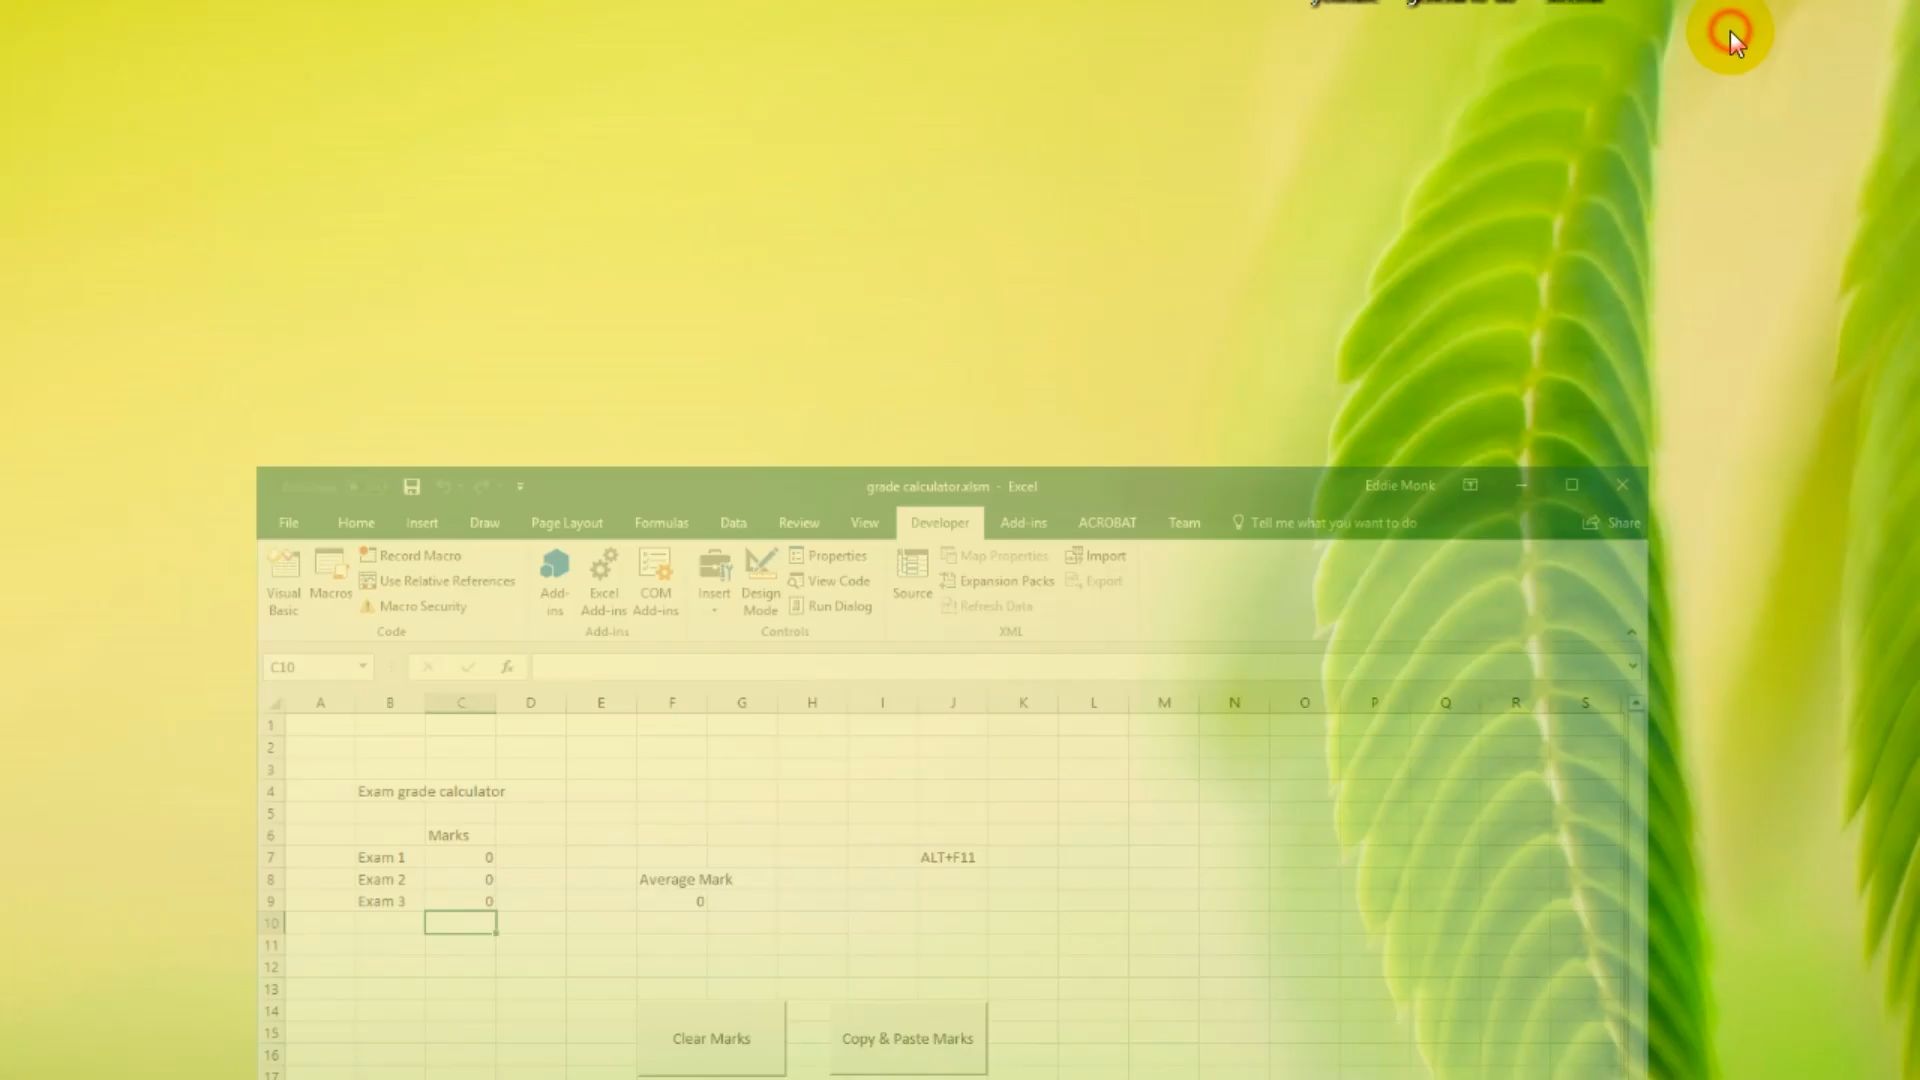 grade calculator.xlsm - Excel
Eddie Monk
File Home Insert Draw Page Layout Formulas Data Review View Developer Add-ins ACROBAT Team Tell me what you want to do Share
Visual Basic
Macros
Record Macro
Use Relative References
Macro Security
Code
Add-ins
Excel Add-ins
COM Add-ins
Add-ins
Insert
Design Mode
Properties
View Code
Run Dialog
Controls
Source
Map Properties
Expansion Packs
Refresh Data
Import
Export
XML
C10
fx
A B C D E F G H I J K L M N O P Q R S
1
2
3
4 Exam grade calculator
5
6 Marks
7 Exam 1 0 ALT+F11
8 Exam 2 0 Average Mark
9 Exam 3 0 0
10
11
12
13
14
15 Clear Marks Copy & Paste Marks
16
17